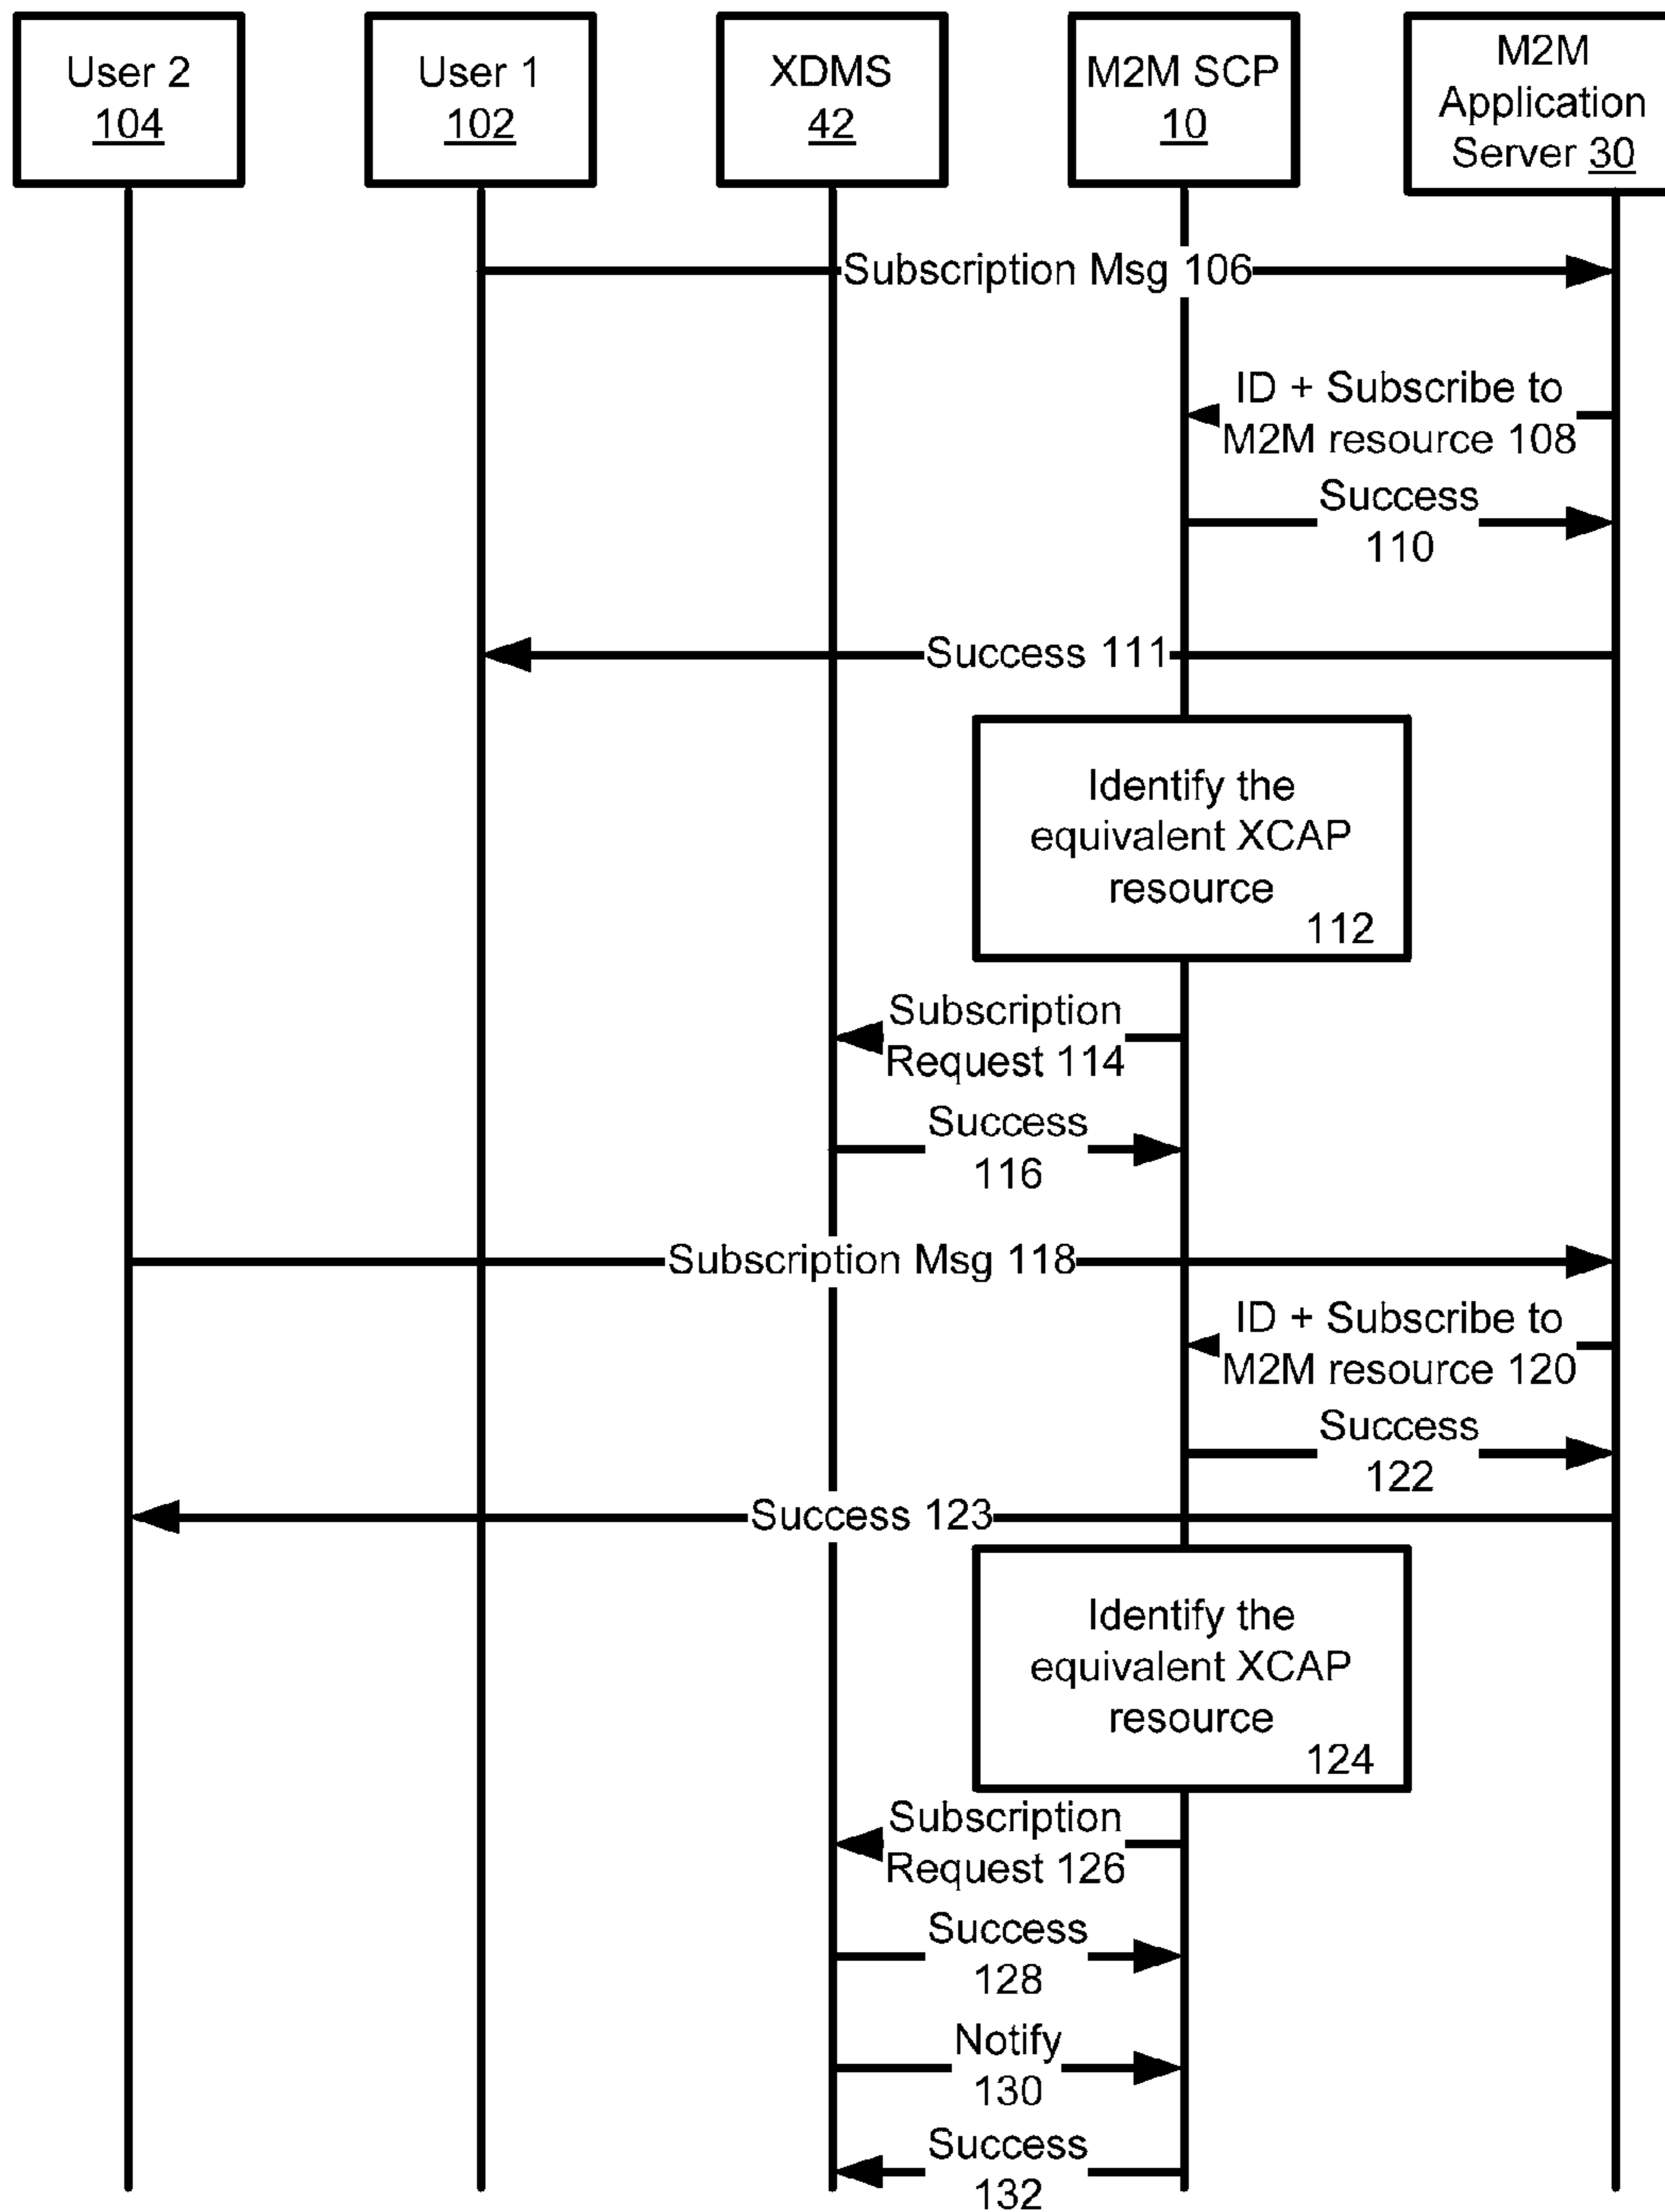 User 2
104
User 1
102
XDMS
42
M2M SCP
10
M2M
Application
Server 30
Subscription Msg 106
ID + Subscribe to
M2M resource 108
Success
110
Success 111
Identify the
equivalent XCAP
resource
112
Subscription
Request 114
Success
116
Subscription Msg 118
ID + Subscribe to
M2M resource 120
Success
122
Success 123
Identify the
equivalent XCAP
resource
124
Subscription
Request 126
Success
128
Notify
130
Success
132